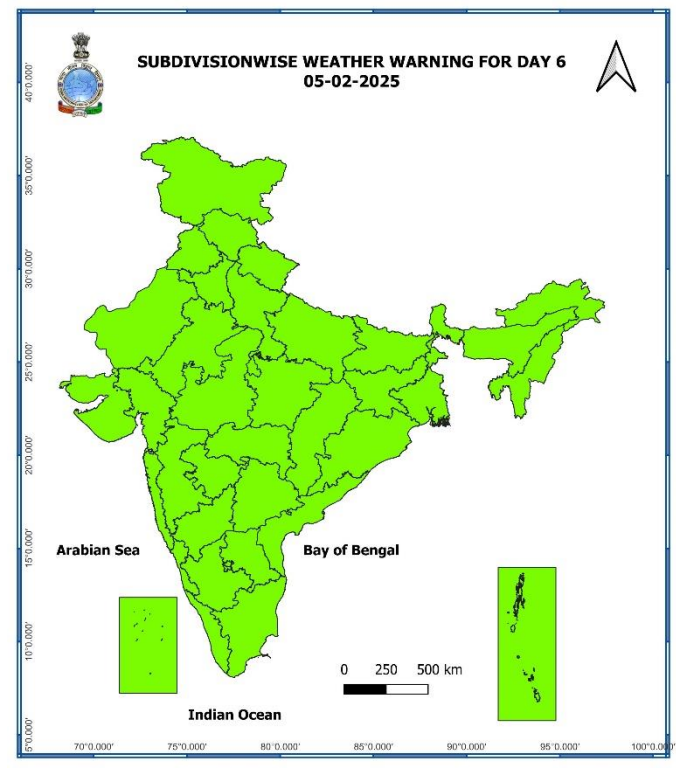 SUBDIVISIONWISE WEATHER WARNING FOR DAY 6
05-02-2025
40°0.000'
35°0.000'
30°0.000'
25°0.000'
20°0.000'
15°0.000'
10°0.000'
5°0.000'
Arabian Sea
Bay of Bengal
0 250 500 km
Indian Ocean
70°0.000' 75°0.000' 80°0.000' 85°0.000' 90°0.000' 95°0.000' 100°0.000'